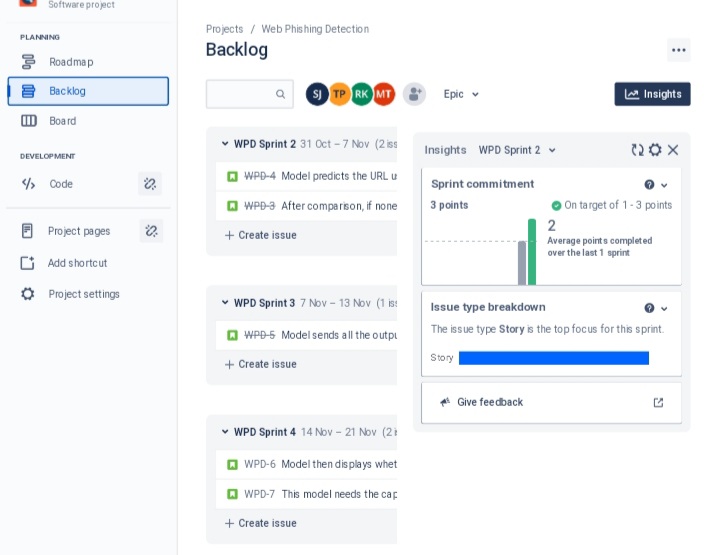 Software project
PLANNING
Roadmap
Backlog
Board
DEVELOPMENT
Code
Project pages
Add shortcut
Project settings
Projects / Web Phishing Detection
Backlog
SJ TP RK MT
Epic
Insights
WPD Sprint 2 31 Oct – 7 Nov (2 iss
WPD-4 Model predicts the URL u
WPD-3 After comparison, if none
+ Create issue
WPD Sprint 3 7 Nov – 13 Nov (1 iss
WPD-5 Model sends all the outpu
+ Create issue
WPD Sprint 4 14 Nov – 21 Nov (2 i
WPD-6 Model then displays whet
WPD-7 This model needs the cap
+ Create issue
Insights WPD Sprint 2
Sprint commitment
3 points
On target of 1 - 3 points
2
Average points completed
over the last 1 sprint
Issue type breakdown
The issue type Story is the top focus for this sprint.
Story
Give feedback